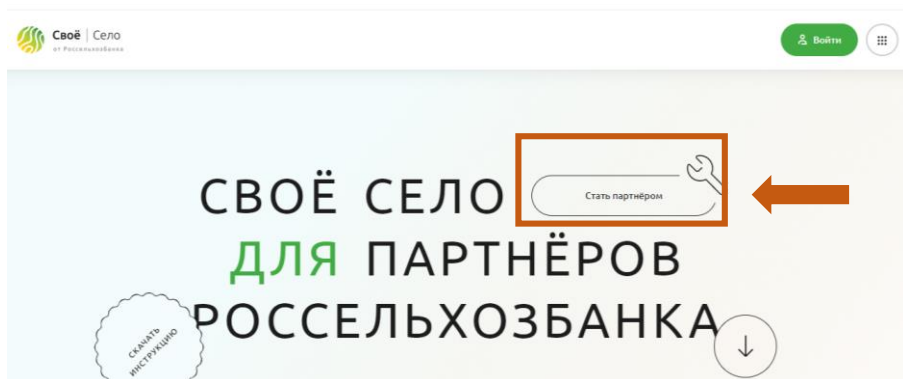 Своё | Село
от Россельхозбанка
Войти
СВОЁ СЕЛО
Стать партнёром
ДЛЯ ПАРТНЁРОВ
РОССЕЛЬХОЗБАНКА
СКАЧАТЬ
ИНСТРУКЦИЮ